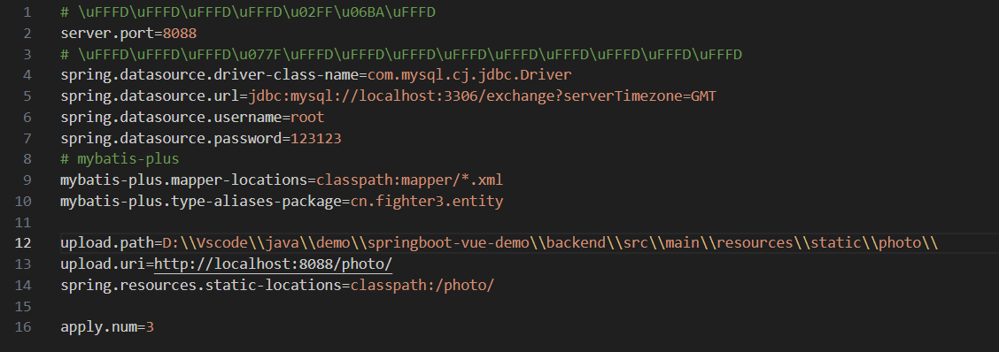 1 # \uFFFD\uFFFD\uFFFD\uFFFD\u02FF\u06BA\uFFFD
2 server.port=8088
3 # \uFFFD\uFFFD\uFFFD\u077F\uFFFD\uFFFD\uFFFD\uFFFD\uFFFD\uFFFD\uFFFD\uFFFD\uFFFD
4 spring.datasource.driver-class-name=com.mysql.cj.jdbc.Driver
5 spring.datasource.url=jdbc:mysql://localhost:3306/exchange?serverTimezone=GMT
6 spring.datasource.username=root
7 spring.datasource.password=123123
8 # mybatis-plus
9 mybatis-plus.mapper-locations=classpath:mapper/*.xml
10 mybatis-plus.type-aliases-package=cn.fighter3.entity
11
12 upload.path=D:\\Vscode\\java\\demo\\springboot-vue-demo\\backend\\src\\main\\resources\\static\\photo\\
13 upload.uri=http://localhost:8088/photo/
14 spring.resources.static-locations=classpath:/photo/
15
16 apply.num=3